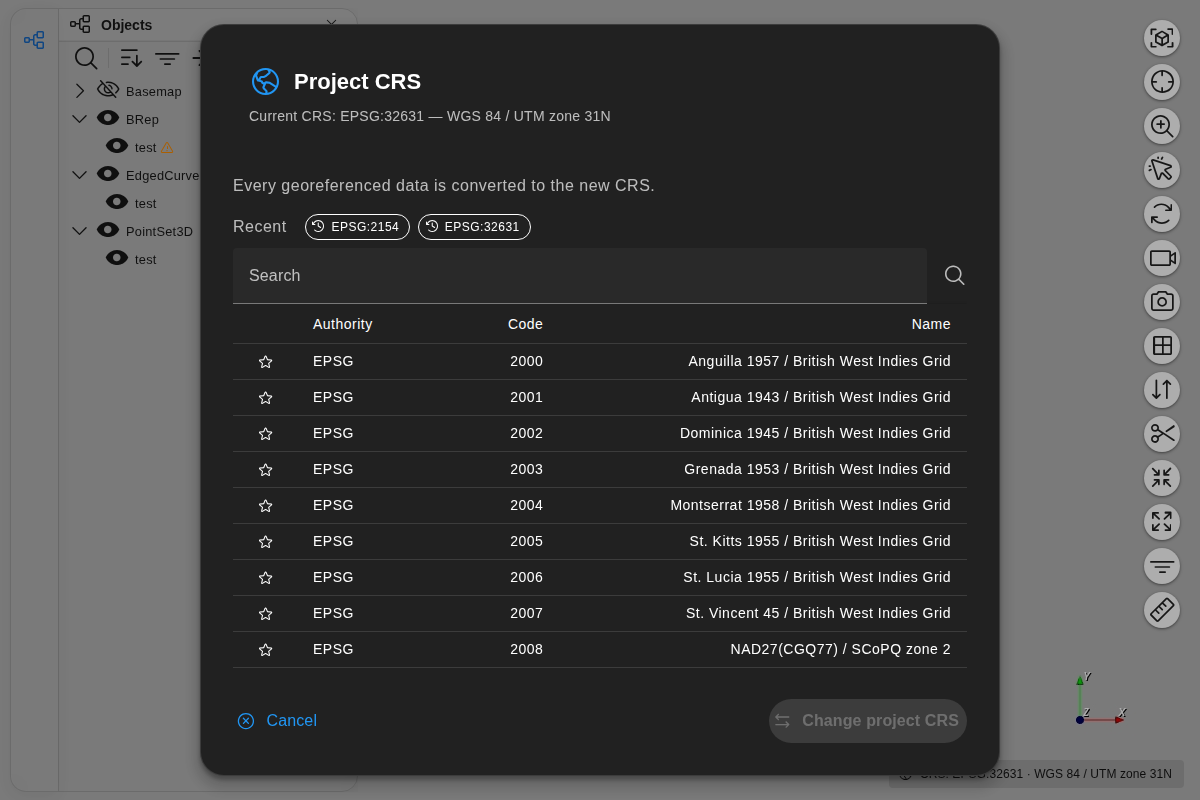 Objects
Basemap
BRep
test
EdgedCurve
test
PointSet3D
test
Project CRS
Current CRS: EPSG:32631 — WGS 84 / UTM zone 31N
Every georeferenced data is converted to the new CRS.
Recent EPSG:2154 EPSG:32631
Search
Authority Code Name
EPSG 2000 Anguilla 1957 / British West Indies Grid
EPSG 2001 Antigua 1943 / British West Indies Grid
EPSG 2002 Dominica 1945 / British West Indies Grid
EPSG 2003 Grenada 1953 / British West Indies Grid
EPSG 2004 Montserrat 1958 / British West Indies Grid
EPSG 2005 St. Kitts 1955 / British West Indies Grid
EPSG 2006 St. Lucia 1955 / British West Indies Grid
EPSG 2007 St. Vincent 45 / British West Indies Grid
EPSG 2008 NAD27(CGQ77) / SCoPQ zone 2
Cancel Change project CRS
Y
Z X
CRS: EPSG:32631 · WGS 84 / UTM zone 31N